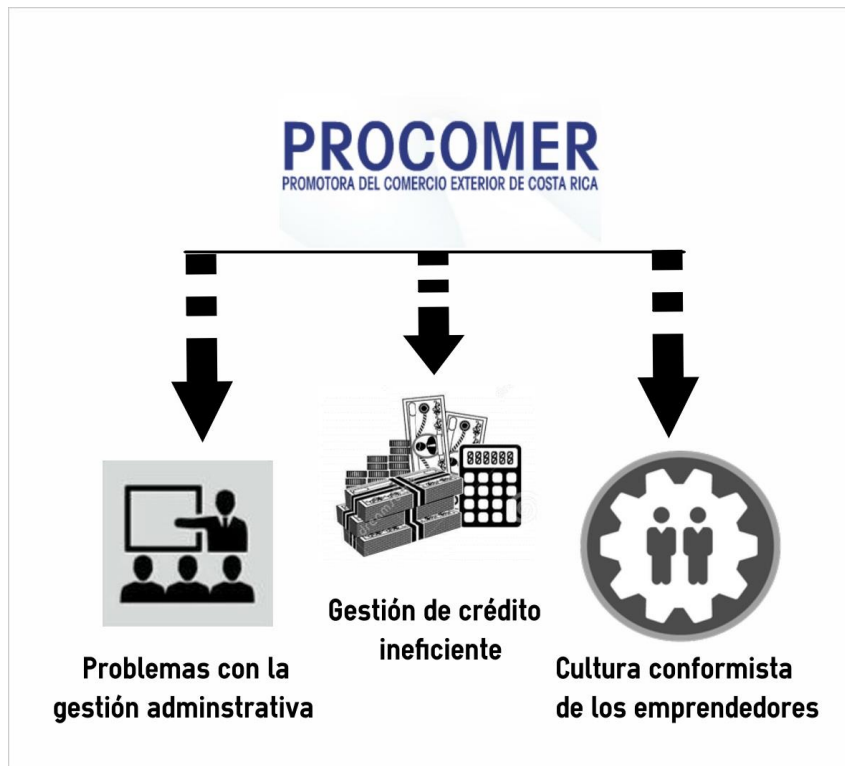 PROCOMER
PROMOTORA DEL COMERCIO EXTERIOR DE COSTA RICA
Gestión de crédito
ineficiente
Problemas con la
gestión adminstrativa
Cultura conformista
de los emprendedores